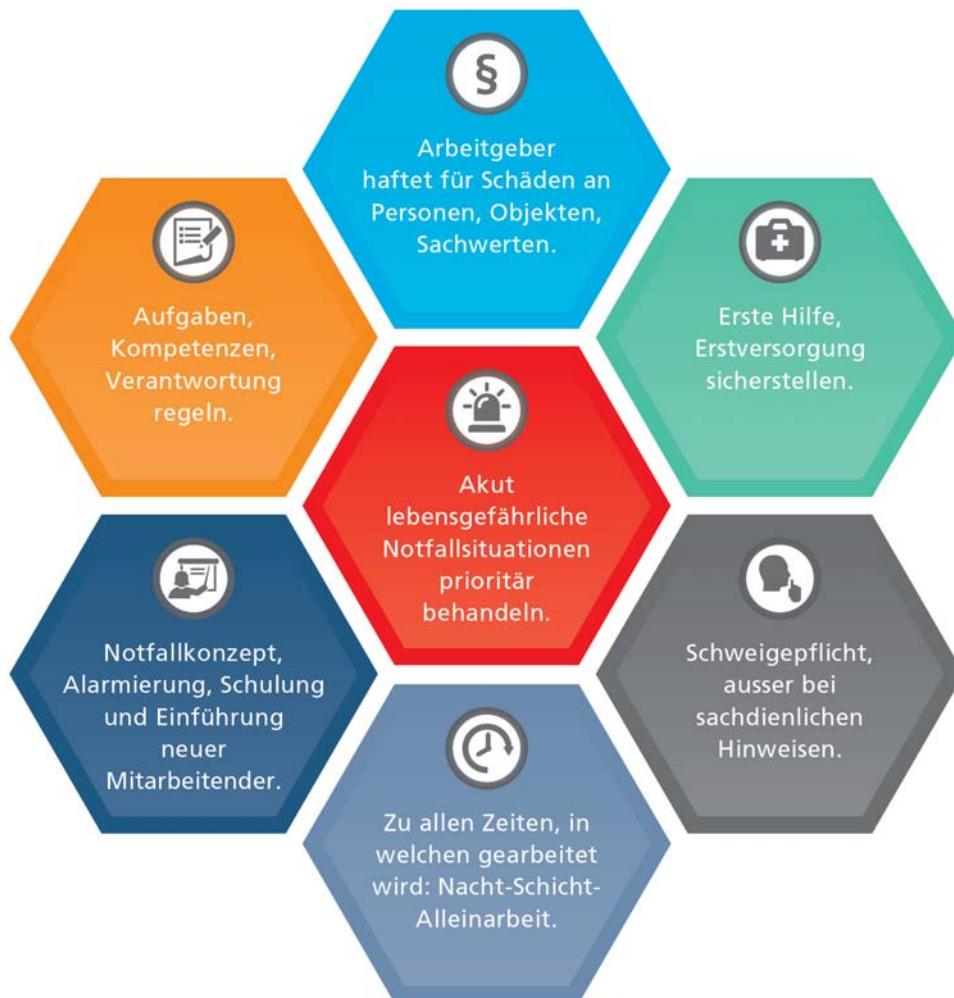 §
Arbeitgeber
haftet für Schäden an
Personen, Objekten,
Sachwerten.
Aufgaben,
Kompetenzen,
Verantwortung
regeln.
Erste Hilfe,
Erstversorgung
sicherstellen.
Akut
lebensgefährliche
Notfallsituationen
prioritär
behandeln.
Notfallkonzept,
Alarmierung, Schulung
und Einführung
neuer
Mitarbeitender.
Schweigepflicht,
ausser bei
sachdienlichen
Hinweisen.
Zu allen Zeiten, in
welchen gearbeitet
wird: Nacht-Schicht-
Alleinarbeit.